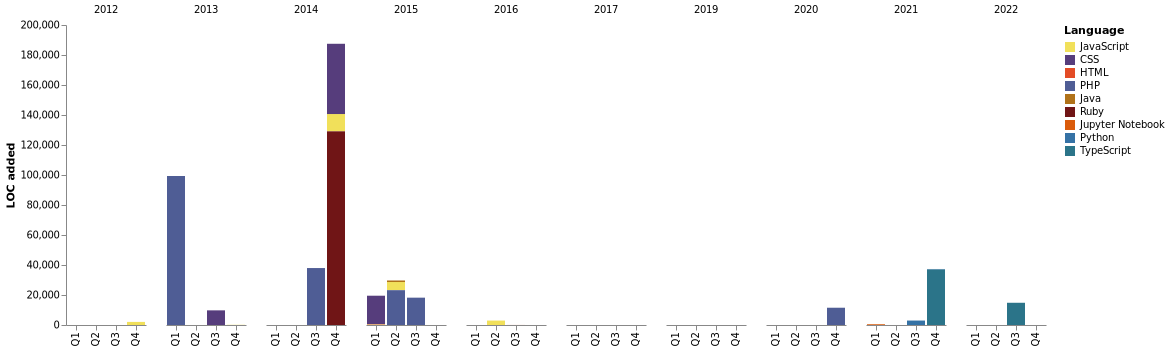 2012 2013 2014 2015 2016 2017 2019 2020 2021 2022
LOC added
200,000
180,000
160,000
140,000
120,000
100,000
80,000
60,000
40,000
20,000
0
Q1 Q2 Q3 Q4 Q1 Q2 Q3 Q4 Q1 Q2 Q3 Q4 Q1 Q2 Q3 Q4 Q1 Q2 Q3 Q4 Q1 Q2 Q3 Q4 Q1 Q2 Q3 Q4 Q1 Q2 Q3 Q4 Q1 Q2 Q3 Q4 Q1 Q2 Q3 Q4
Language
JavaScript
CSS
HTML
PHP
Java
Ruby
Jupyter Notebook
Python
TypeScript